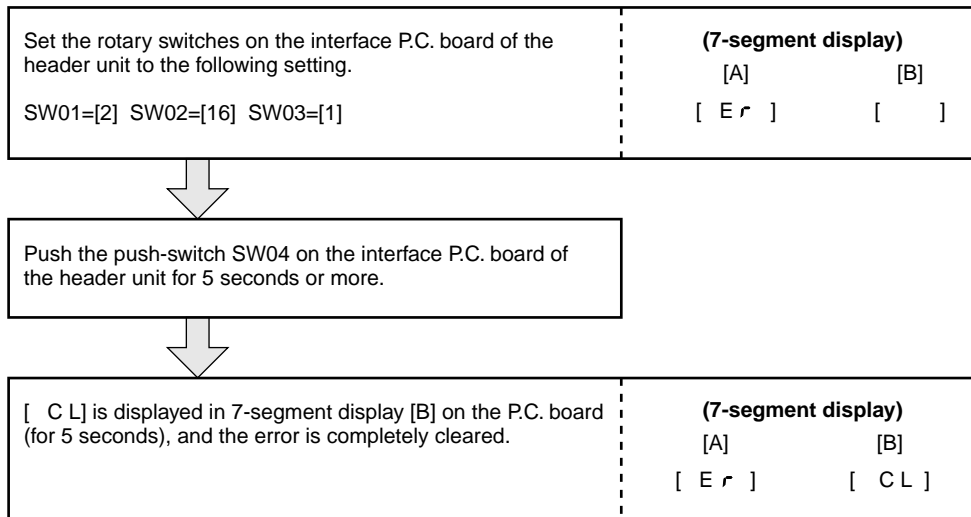 Set the rotary switches on the interface P.C. board of the
header unit to the following setting.
SW01=[2] SW02=[16] SW03=[1]
(7-segment display)
[A] [B]
[ E r ] [ ]
Push the push-switch SW04 on the interface P.C. board of
the header unit for 5 seconds or more.
[ C L] is displayed in 7-segment display [B] on the P.C. board
(for 5 seconds), and the error is completely cleared.
(7-segment display)
[A] [B]
[ E r ] [ C L ]